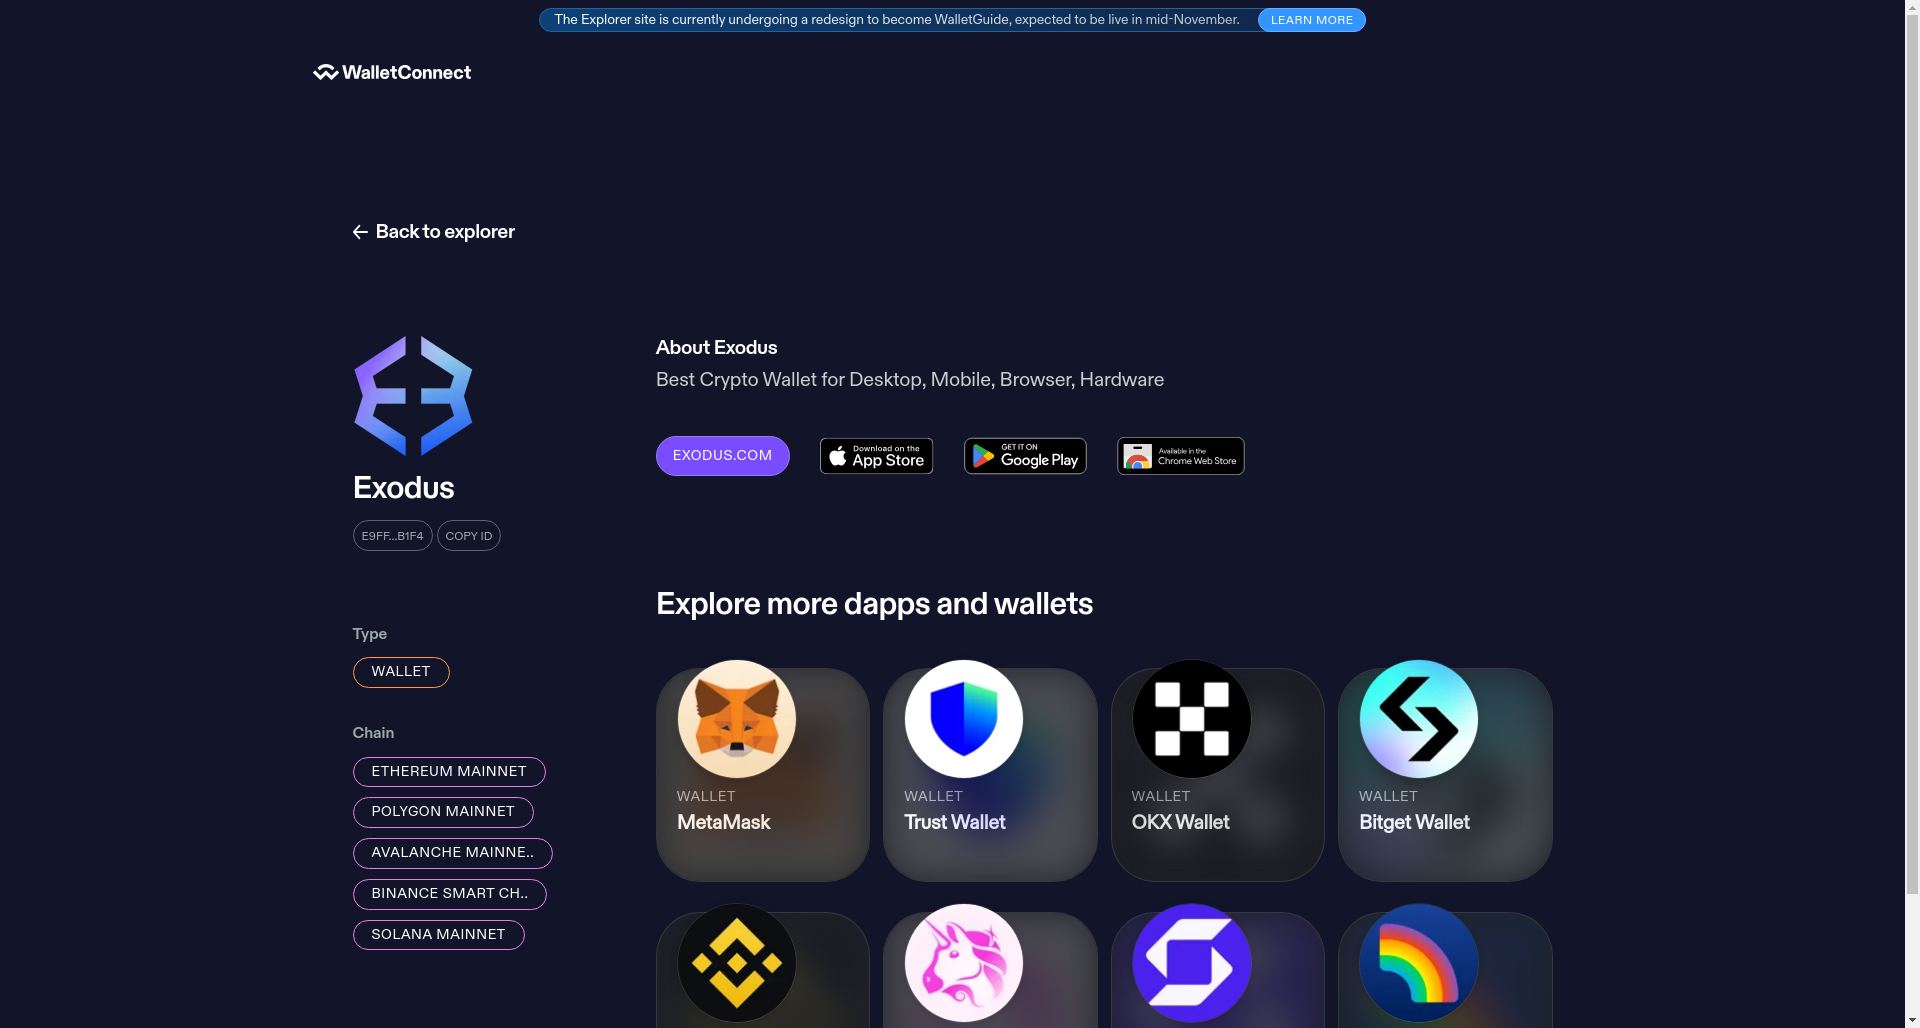 The Explorer site is currently undergoing a redesign to become WalletGuide, expected to be live in mid-November.
LEARN MORE
WalletConnect
Back to explorer
Exodus
E9FF...B1F4
COPY ID
Type
WALLET
Chain
ETHEREUM MAINNET
POLYGON MAINNET
AVALANCHE MAINNE..
BINANCE SMART CH..
SOLANA MAINNET
About Exodus
Best Crypto Wallet for Desktop, Mobile, Browser, Hardware
EXODUS.COM
Download on the
App Store
GET IT ON
Google Play
Available in the
Chrome Web Store
Explore more dapps and wallets
WALLET
MetaMask
WALLET
Trust Wallet
WALLET
OKX Wallet
WALLET
Bitget Wallet